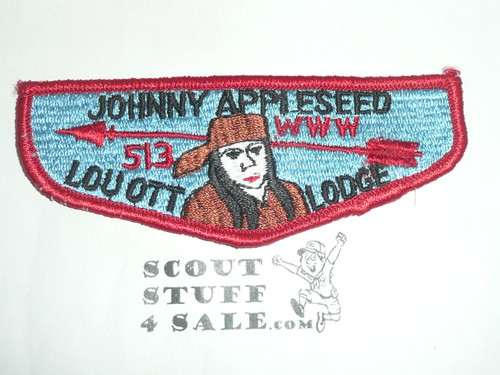 JOHNNY APPLESEED
WWW
513
LOU OTT LODGE
SCOUT
STUFF
4 SALE.COM